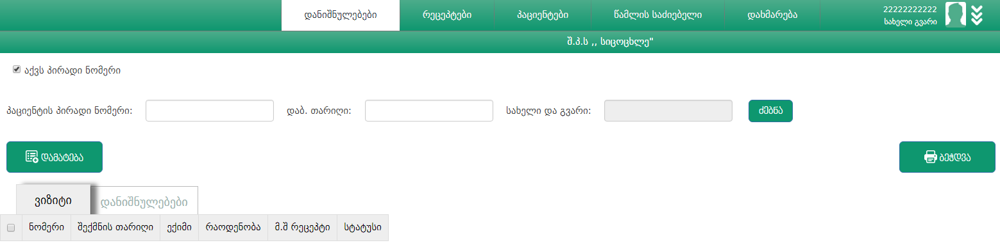 დანიშნულებები რეცეპტები პაციენტები წამლის საძიებელი დახმარება 22222222222
სახელი გვარი
შ.პ.ს ,, სიცოცხლე"
აქვს პირადი ნომერი
პაციენტის პირადი ნომერი: დაბ. თარიღი: სახელი და გვარი: ძებნა
დამატება ბეჭდვა
ვიზიტი დანიშნულებები
ნომერი შექმნის თარიღი ექიმი რაოდენობა მ.შ რეცეპტი სტატუსი